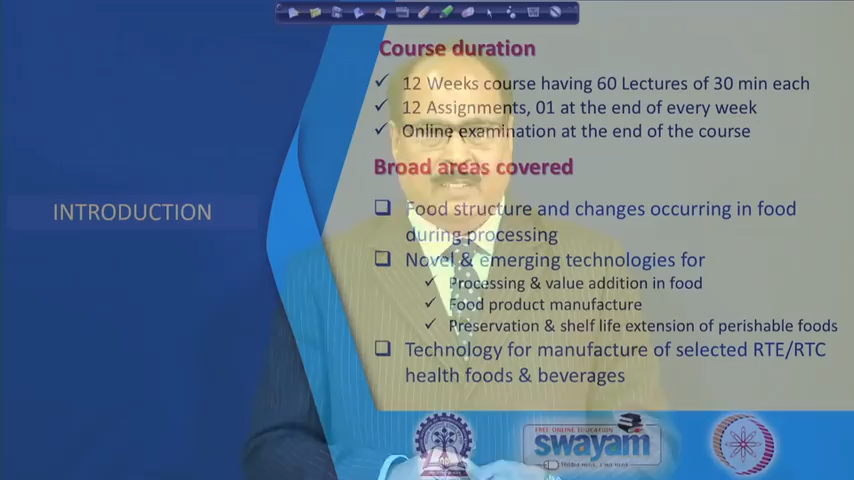 INTRODUCTION
Course duration
✓ 12 Weeks course having 60 Lectures of 30 min each
✓ 12 Assignments, 01 at the end of every week
✓ Online examination at the end of the course
Broad areas covered
❑ Food structure and changes occurring in food
during processing
❑ Novel & emerging technologies for
✓ Processing & value addition in food
✓ Food product manufacture
✓ Preservation & shelf life extension of perishable foods
❑ Technology for manufacture of selected RTE/RTC
health foods & beverages
FREE ONLINE EDUCATION
swayam